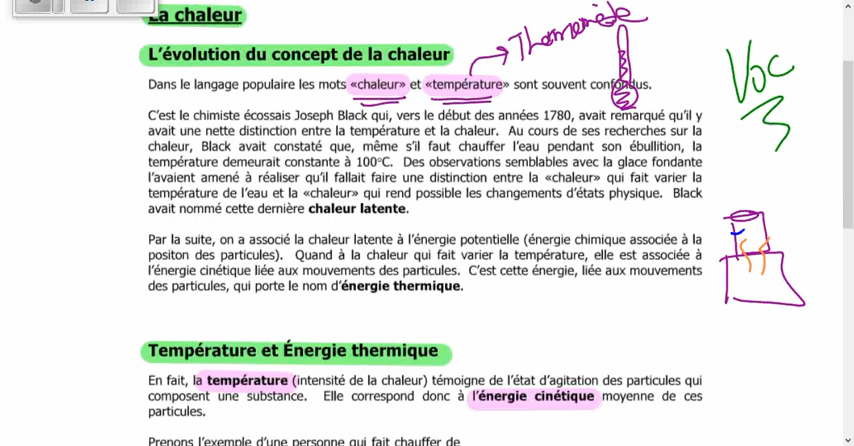 La chaleur
L'évolution du concept de la chaleur
Thermomètre
Dans le langage populaire les mots «chaleur» et «température» sont souvent confondus.
VOC
3
C'est le chimiste écossais Joseph Black qui, vers le début des années 1780, avait remarqué qu'il y
avait une nette distinction entre la température et la chaleur. Au cours de ses recherches sur la
chaleur, Black avait constaté que, même s'il faut chauffer l'eau pendant son ébullition, la
température demeurait constante à 100°C. Des observations semblables avec la glace fondante
l'avaient amené à réaliser qu'il fallait faire une distinction entre la «chaleur» qui fait varier la
température de l'eau et la «chaleur» qui rend possible les changements d'états physique. Black
avait nommé cette dernière chaleur latente.
Par la suite, on a associé la chaleur latente à l'énergie potentielle (énergie chimique associée à la
positon des particules). Quand à la chaleur qui fait varier la température, elle est associée à
l'énergie cinétique liée aux mouvements des particules. C'est cette énergie, liée aux mouvements
des particules, qui porte le nom d'énergie thermique.
Température et Énergie thermique
En fait, la température (intensité de la chaleur) témoigne de l'état d'agitation des particules qui
composent une substance. Elle correspond donc à l'énergie cinétique moyenne de ces
particules.
Prenons l'exemple d'une personne qui fait chauffer de